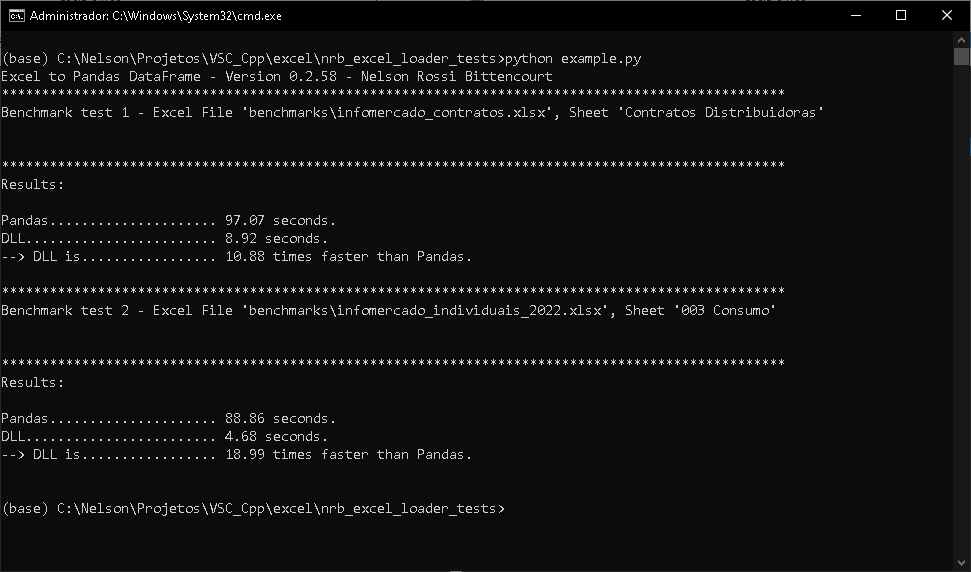 Administrador: C:\Windows\System32\cmd.exe
(base) C:\Nelson\Projetos\VSC_Cpp\excel\nrb_excel_loader_tests>python example.py
Excel to Pandas DataFrame - Version 0.2.58 - Nelson Rossi Bittencourt
**************************************************************************************************
Benchmark test 1 - Excel File 'benchmarks\infomercado_contratos.xlsx', Sheet 'Contratos Distribuidoras'
**************************************************************************************************
Results:
Pandas..................... 97.07 seconds.
DLL........................ 8.92 seconds.
--> DLL is................. 10.88 times faster than Pandas.
**************************************************************************************************
Benchmark test 2 - Excel File 'benchmarks\infomercado_individuais_2022.xlsx', Sheet '003 Consumo'
**************************************************************************************************
Results:
Pandas..................... 88.86 seconds.
DLL........................ 4.68 seconds.
--> DLL is................. 18.99 times faster than Pandas.
(base) C:\Nelson\Projetos\VSC_Cpp\excel\nrb_excel_loader_tests>